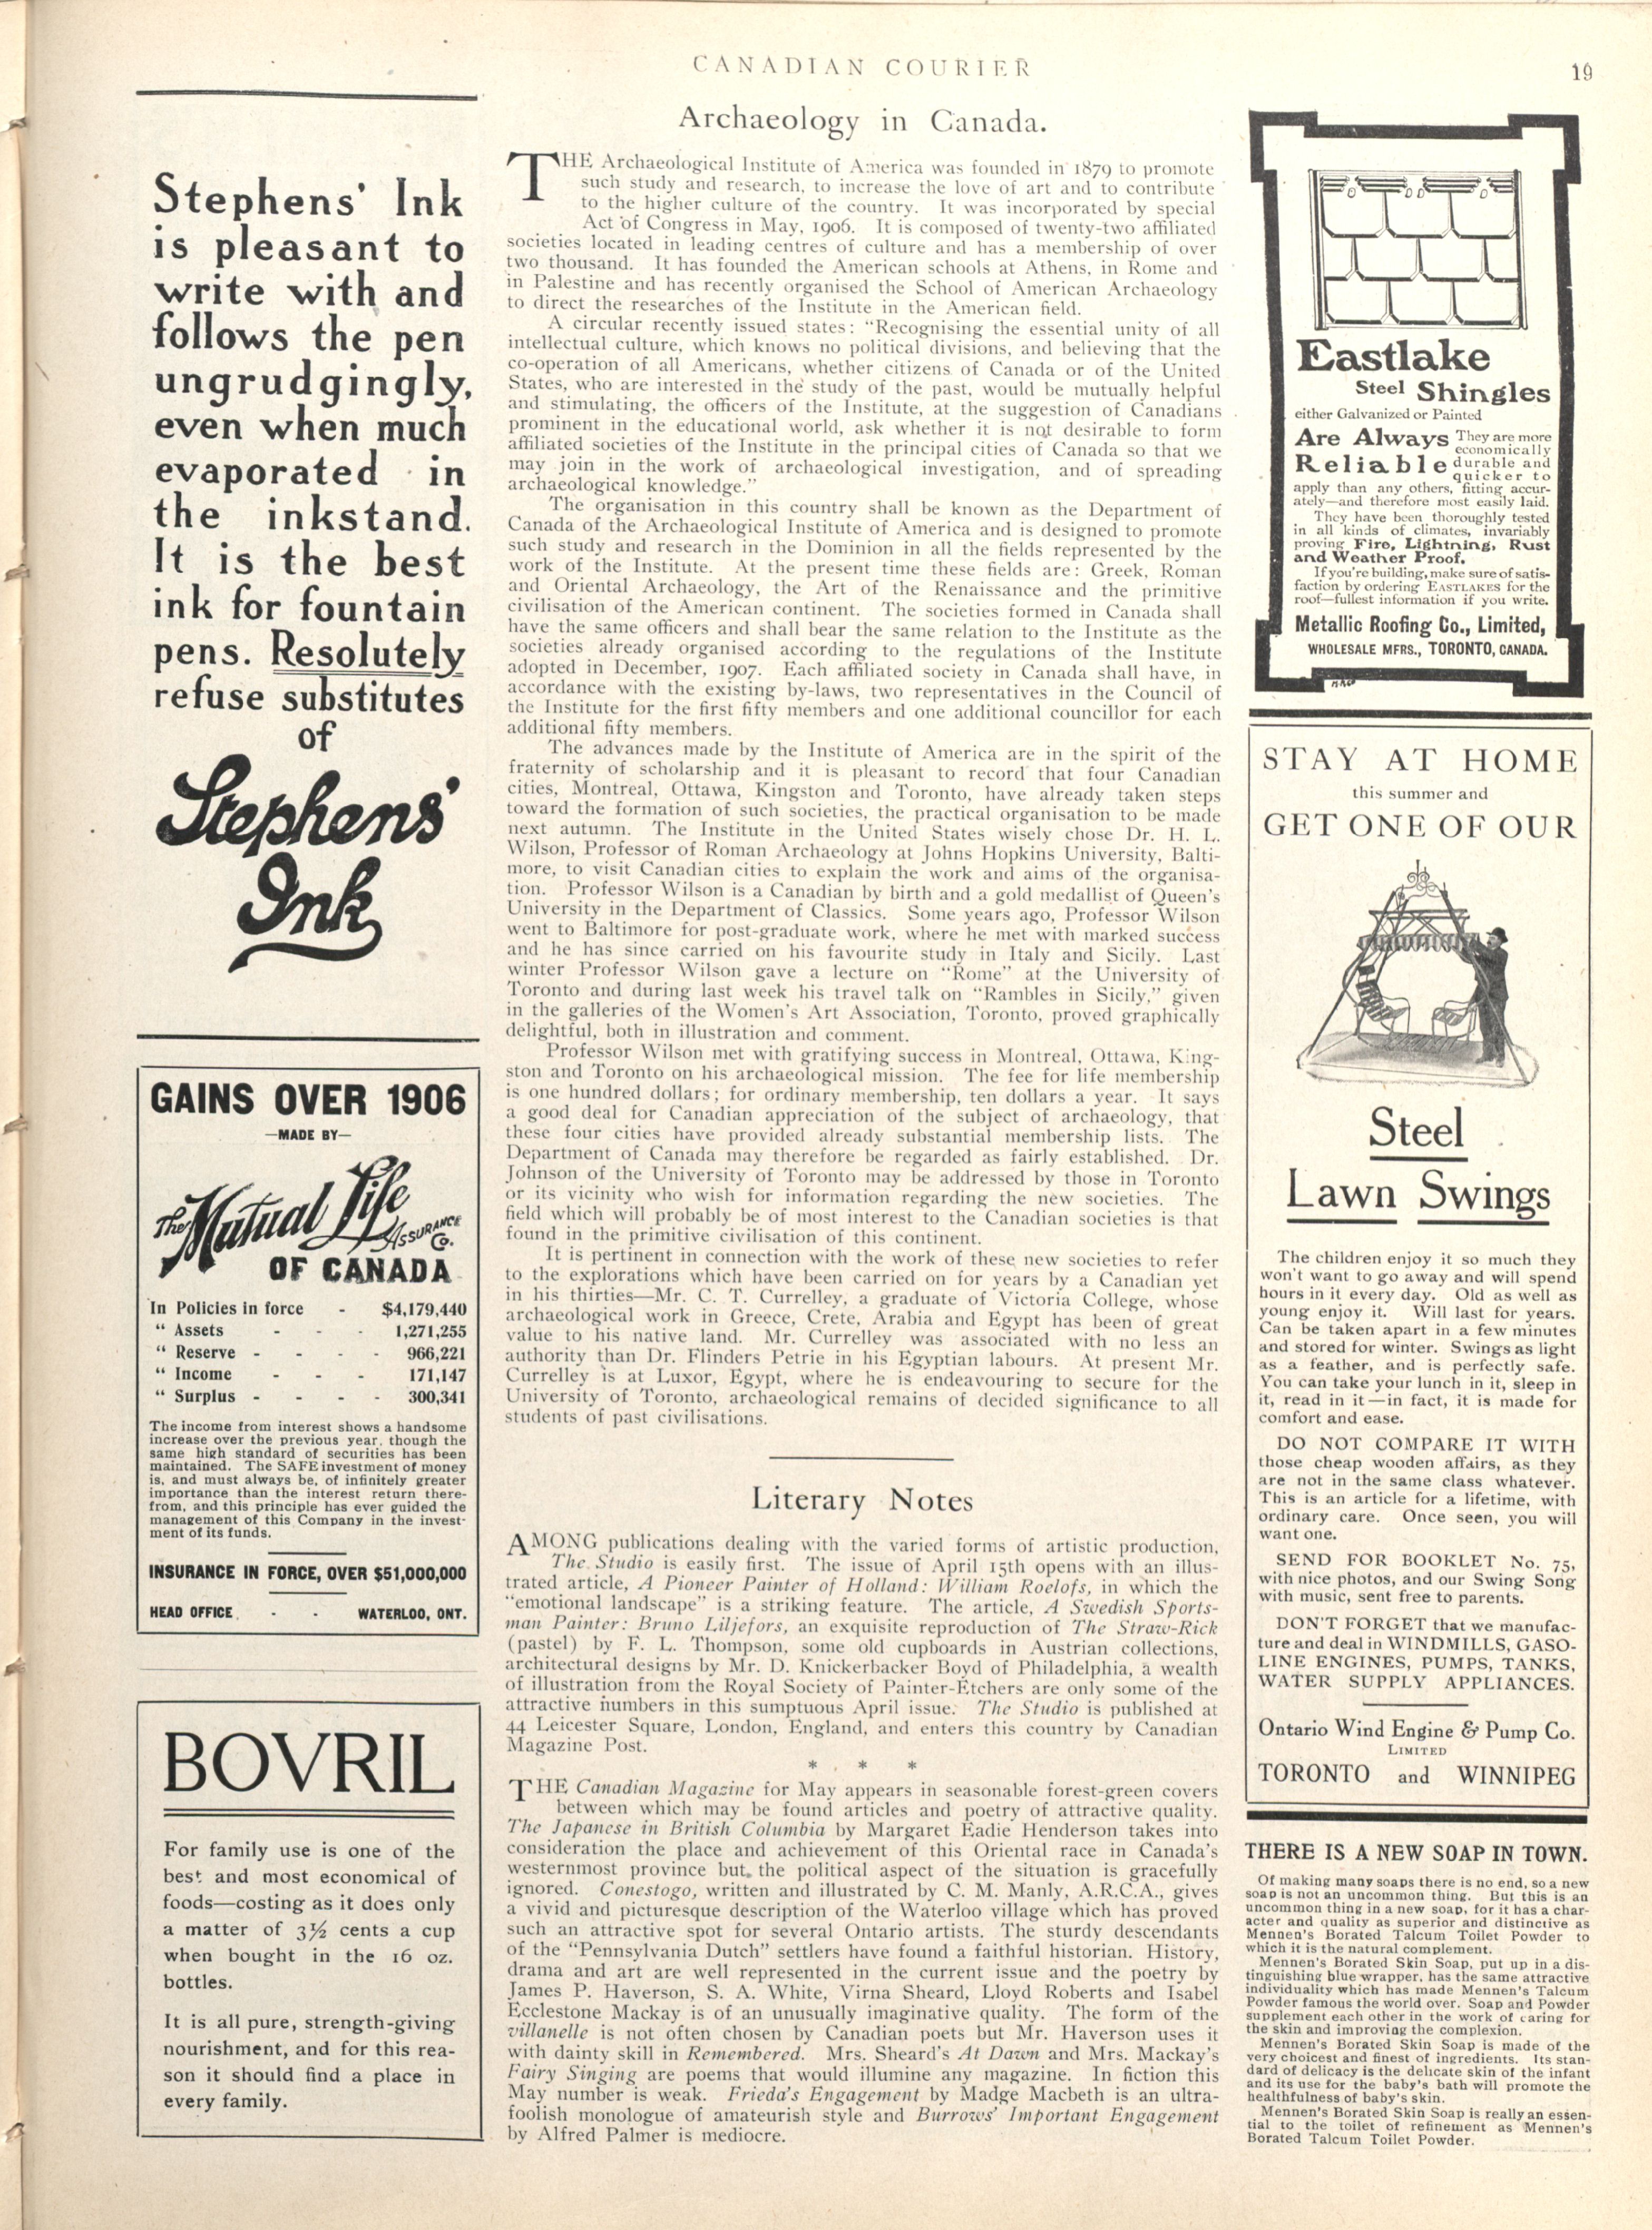 CANADIAN COURIER
19
Stephens' Ink
is pleasant to
write with and
follows the pen
ungrudgingly,
even when much
evaporated in
the inkstand.
It is the best
ink for fountain
pens. Resolutely
refuse substitutes
of
Stephens'
Ink
GAINS OVER 1906
—MADE BY—
The Mutual Life
ASSURANCE
Co.
OF CANADA
In Policies in force - $4,179,440
" Assets - - - 1,271,255
" Reserve - - - - 966,221
" Income - - - 171,147
" Surplus - - - - 300,341
The income from interest shows a handsome
increase over the previous year, though the
same high standard of securities has been
maintained. The SAFE investment of money
is, and must always be, of infinitely greater
importance than the interest return there-
from, and this principle has ever guided the
management of this Company in the invest-
ment of its funds.
INSURANCE IN FORCE, OVER $51,000,000
HEAD OFFICE - - WATERLOO, ONT.
BOVRIL
For family use is one of the
best and most economical of
foods—costing as it does only
a matter of 3½ cents a cup
when bought in the 16 oz.
bottles.
It is all pure, strength-giving
nourishment, and for this rea-
son it should find a place in
every family.
Archaeology in Canada.
THE Archaeological Institute of America was founded in 1879 to promote
such study and research, to increase the love of art and to contribute
to the higher culture of the country. It was incorporated by special
Act of Congress in May, 1906. It is composed of twenty-two affiliated
societies located in leading centres of culture and has a membership of over
two thousand. It has founded the American schools at Athens, in Rome and
in Palestine and has recently organised the School of American Archaeology
to direct the researches of the Institute in the American field.
A circular recently issued states: "Recognising the essential unity of all
intellectual culture, which knows no political divisions, and believing that the
co-operation of all Americans, whether citizens of Canada or of the United
States, who are interested in the study of the past, would be mutually helpful
and stimulating, the officers of the Institute, at the suggestion of Canadians
prominent in the educational world, ask whether it is not desirable to form
affiliated societies of the Institute in the principal cities of Canada so that we
may join in the work of archaeological investigation, and of spreading
archaeological knowledge."
The organisation in this country shall be known as the Department of
Canada of the Archaeological Institute of America and is designed to promote
such study and research in the Dominion in all the fields represented by the
work of the Institute. At the present time these fields are: Greek, Roman
and Oriental Archaeology, the Art of the Renaissance and the primitive
civilisation of the American continent. The societies formed in Canada shall
have the same officers and shall bear the same relation to the Institute as the
societies already organised according to the regulations of the Institute
adopted in December, 1907. Each affiliated society in Canada shall have, in
accordance with the existing by-laws, two representatives in the Council of
the Institute for the first fifty members and one additional councillor for each
additional fifty members.
The advances made by the Institute of America are in the spirit of the
fraternity of scholarship and it is pleasant to record that four Canadian
cities, Montreal, Ottawa, Kingston and Toronto, have already taken steps
toward the formation of such societies, the practical organisation to be made
next autumn. The Institute in the United States wisely chose Dr. H. L.
Wilson, Professor of Roman Archaeology at Johns Hopkins University, Balti-
more, to visit Canadian cities to explain the work and aims of the organisa-
tion. Professor Wilson is a Canadian by birth and a gold medallist of Queen's
University in the Department of Classics. Some years ago, Professor Wilson
went to Baltimore for post-graduate work, where he met with marked success
and he has since carried on his favourite study in Italy and Sicily. Last
winter Professor Wilson gave a lecture on "Rome" at the University of
Toronto and during last week his travel talk on "Rambles in Sicily," given
in the galleries of the Women's Art Association, Toronto, proved graphically
delightful, both in illustration and comment.
Professor Wilson met with gratifying success in Montreal, Ottawa, King-
ston and Toronto on his archaeological mission. The fee for life membership
is one hundred dollars; for ordinary membership, ten dollars a year. It says
a good deal for Canadian appreciation of the subject of archaeology, that
these four cities have provided already substantial membership lists. The
Department of Canada may therefore be regarded as fairly established. Dr.
Johnson of the University of Toronto may be addressed by those in Toronto
or its vicinity who wish for information regarding the new societies. The
field which will probably be of most interest to the Canadian societies is that
found in the primitive civilisation of this continent.
It is pertinent in connection with the work of these new societies to refer
to the explorations which have been carried on for years by a Canadian yet
in his thirties—Mr. C. T. Currelley, a graduate of Victoria College, whose
archaeological work in Greece, Crete, Arabia and Egypt has been of great
value to his native land. Mr. Currelley was associated with no less an
authority than Dr. Flinders Petrie in his Egyptian labours. At present Mr.
Currelley is at Luxor, Egypt, where he is endeavouring to secure for the
University of Toronto, archaeological remains of decided significance to all
students of past civilisations.
Literary Notes
AMONG publications dealing with the varied forms of artistic production,
The Studio is easily first. The issue of April 15th opens with an illus-
trated article, A Pioneer Painter of Holland: William Roelofs, in which the
"emotional landscape" is a striking feature. The article, A Swedish Sports-
man Painter: Bruno Liljefors, an exquisite reproduction of The Straw-Rick
(pastel) by F. L. Thompson, some old cupboards in Austrian collections,
architectural designs by Mr. D. Knickerbacker Boyd of Philadelphia, a wealth
of illustration from the Royal Society of Painter-Etchers are only some of the
attractive numbers in this sumptuous April issue. The Studio is published at
44 Leicester Square, London, England, and enters this country by Canadian
Magazine Post.
* * *
THE Canadian Magazine for May appears in seasonable forest-green covers
between which may be found articles and poetry of attractive quality.
The Japanese in British Columbia by Margaret Eadie Henderson takes into
consideration the place and achievement of this Oriental race in Canada's
westernmost province but the political aspect of the situation is gracefully
ignored. Conestogo, written and illustrated by C. M. Manly, A.R.C.A., gives
a vivid and picturesque description of the Waterloo village which has proved
such an attractive spot for several Ontario artists. The sturdy descendants
of the "Pennsylvania Dutch" settlers have found a faithful historian. History,
drama and art are well represented in the current issue and the poetry by
James P. Haverson, S. A. White, Virna Sheard, Lloyd Roberts and Isabel
Ecclestone Mackay is of an unusually imaginative quality. The form of the
villanelle is not often chosen by Canadian poets but Mr. Haverson uses it
with dainty skill in Remembered. Mrs. Sheard's At Dawn and Mrs. Mackay's
Fairy Singing are poems that would illumine any magazine. In fiction this
May number is weak. Frieda's Engagement by Madge Macbeth is an ultra-
foolish monologue of amateurish style and Burrows' Important Engagement
by Alfred Palmer is mediocre.
Eastlake
Steel Shingles
either Galvanized or Painted
Are Always They are more
economically
Reliable durable and
quicker to
apply than any others, fitting accur-
ately—and therefore most easily laid.
They have been thoroughly tested
in all kinds of climates, invariably
proving Fire, Lightning, Rust
and Weather Proof.
If you're building, make sure of satis-
faction by ordering EASTLAKES for the
roof—fullest information if you write.
Metallic Roofing Co., Limited,
WHOLESALE MFRS., TORONTO, CANADA.
STAY AT HOME
this summer and
GET ONE OF OUR
Steel
Lawn Swings
The children enjoy it so much they
won't want to go away and will spend
hours in it every day. Old as well as
young enjoy it. Will last for years.
Can be taken apart in a few minutes
and stored for winter. Swings as light
as a feather, and is perfectly safe.
You can take your lunch in it, sleep in
it, read in it—in fact, it is made for
comfort and ease.
DO NOT COMPARE IT WITH
those cheap wooden affairs, as they
are not in the same class whatever.
This is an article for a lifetime, with
ordinary care. Once seen, you will
want one.
SEND FOR BOOKLET No. 75,
with nice photos, and our Swing Song
with music, sent free to parents.
DON'T FORGET that we manufac-
ture and deal in WINDMILLS, GASO-
LINE ENGINES, PUMPS, TANKS,
WATER SUPPLY APPLIANCES.
Ontario Wind Engine & Pump Co.
LIMITED
TORONTO and WINNIPEG
THERE IS A NEW SOAP IN TOWN.
Of making many soaps there is no end, so a new
soap is not an uncommon thing. But this is an
uncommon thing in a new soap, for it has a char-
acter and quality as superior and distinctive as
Mennen's Borated Talcum Toilet Powder to
which it is the natural complement.
Mennen's Borated Skin Soap, put up in a dis-
tinguishing blue wrapper, has the same attractive
individuality which has made Mennen's Talcum
Powder famous the world over. Soap and Powder
supplement each other in the work of caring for
the skin and improving the complexion.
Mennen's Borated Skin Soap is made of the
very choicest and finest of ingredients. Its stan-
dard of delicacy is the delicate skin of the infant
and its use for the baby's bath will promote the
healthfulness of baby's skin.
Mennen's Borated Skin Soap is really an essen-
tial to the toilet of refinement as Mennen's
Borated Talcum Toilet Powder.